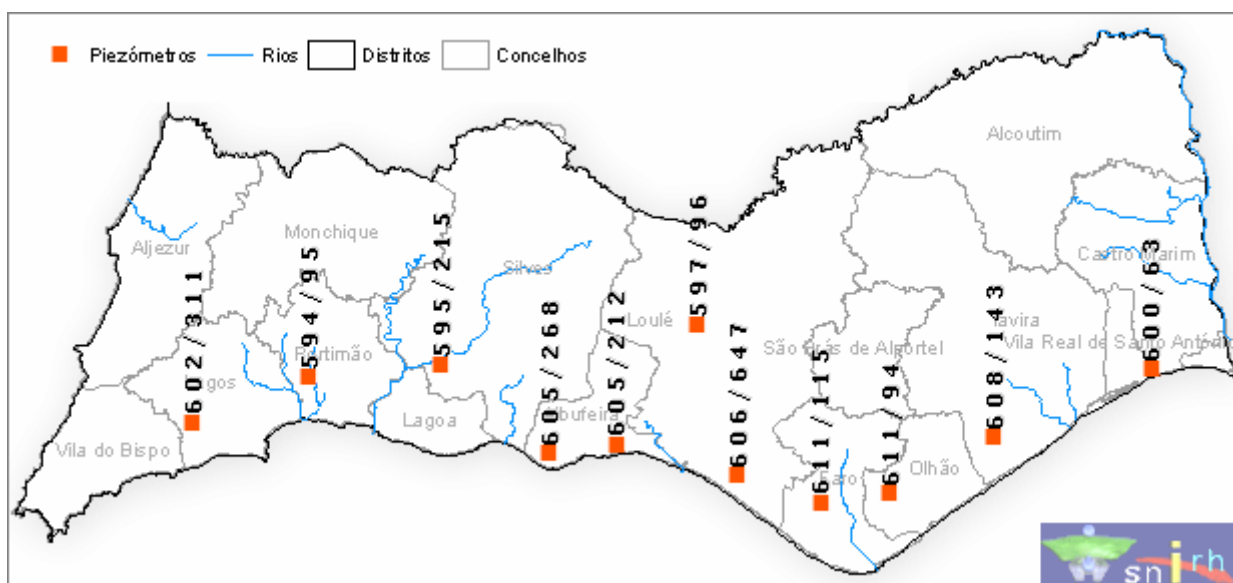 Piezómetros Rios Distritos Concelhos
Alcoutim
Aljezur
Monchique
Silves
Castro Marim
Loulé
Tavira
São Brás de Alportel
Vila Real de Santo António
Portimão
Lagos
Lagoa
Albufeira
Vila do Bispo
Faro
Olhão
602/311
594/95
595/215
605/268
605/212
597/96
606/647
611/115
611/94
608/143
600/63
snirh